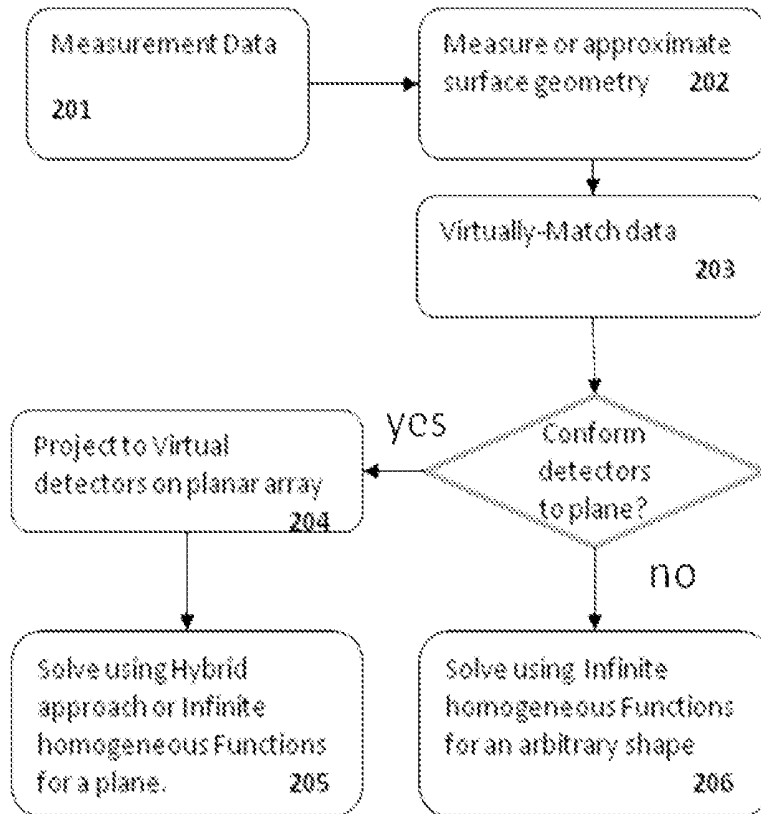 Measurement Data
201
Measure or approximate
surface geometry 202
Virtually-Match data
203
Conform
detectors
to plane?
yes
no
Project to Virtual
detectors on planar array
204
Solve using Hybrid
approach or Infinite
homogeneous Functions
for a plane. 205
Solve using Infinite
homogeneous Functions
for an arbitrary shape
206